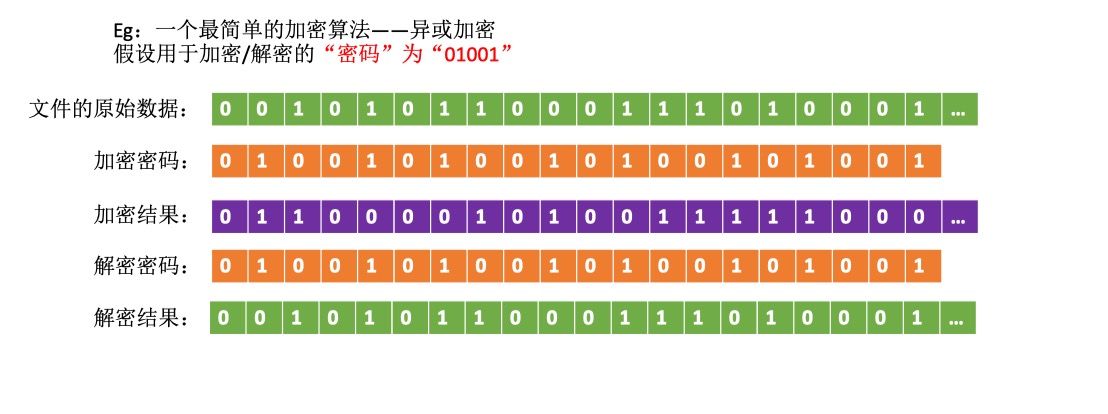 Eg：一个最简单的加密算法——异或加密
假设用于加密/解密的“密码”为“01001”
文件的原始数据： 0 0 1 0 1 0 1 1 0 0 0 1 1 1 0 1 0 0 0 1 ...
加密密码： 0 1 0 0 1 0 1 0 0 1 0 1 0 0 1 0 1 0 0 1
加密结果： 0 1 1 0 0 0 0 1 0 1 0 0 1 1 1 1 1 0 0 0 ...
解密密码： 0 1 0 0 1 0 1 0 0 1 0 1 0 0 1 0 1 0 0 1
解密结果： 0 0 1 0 1 0 1 1 0 0 0 1 1 1 0 1 0 0 0 1 ...